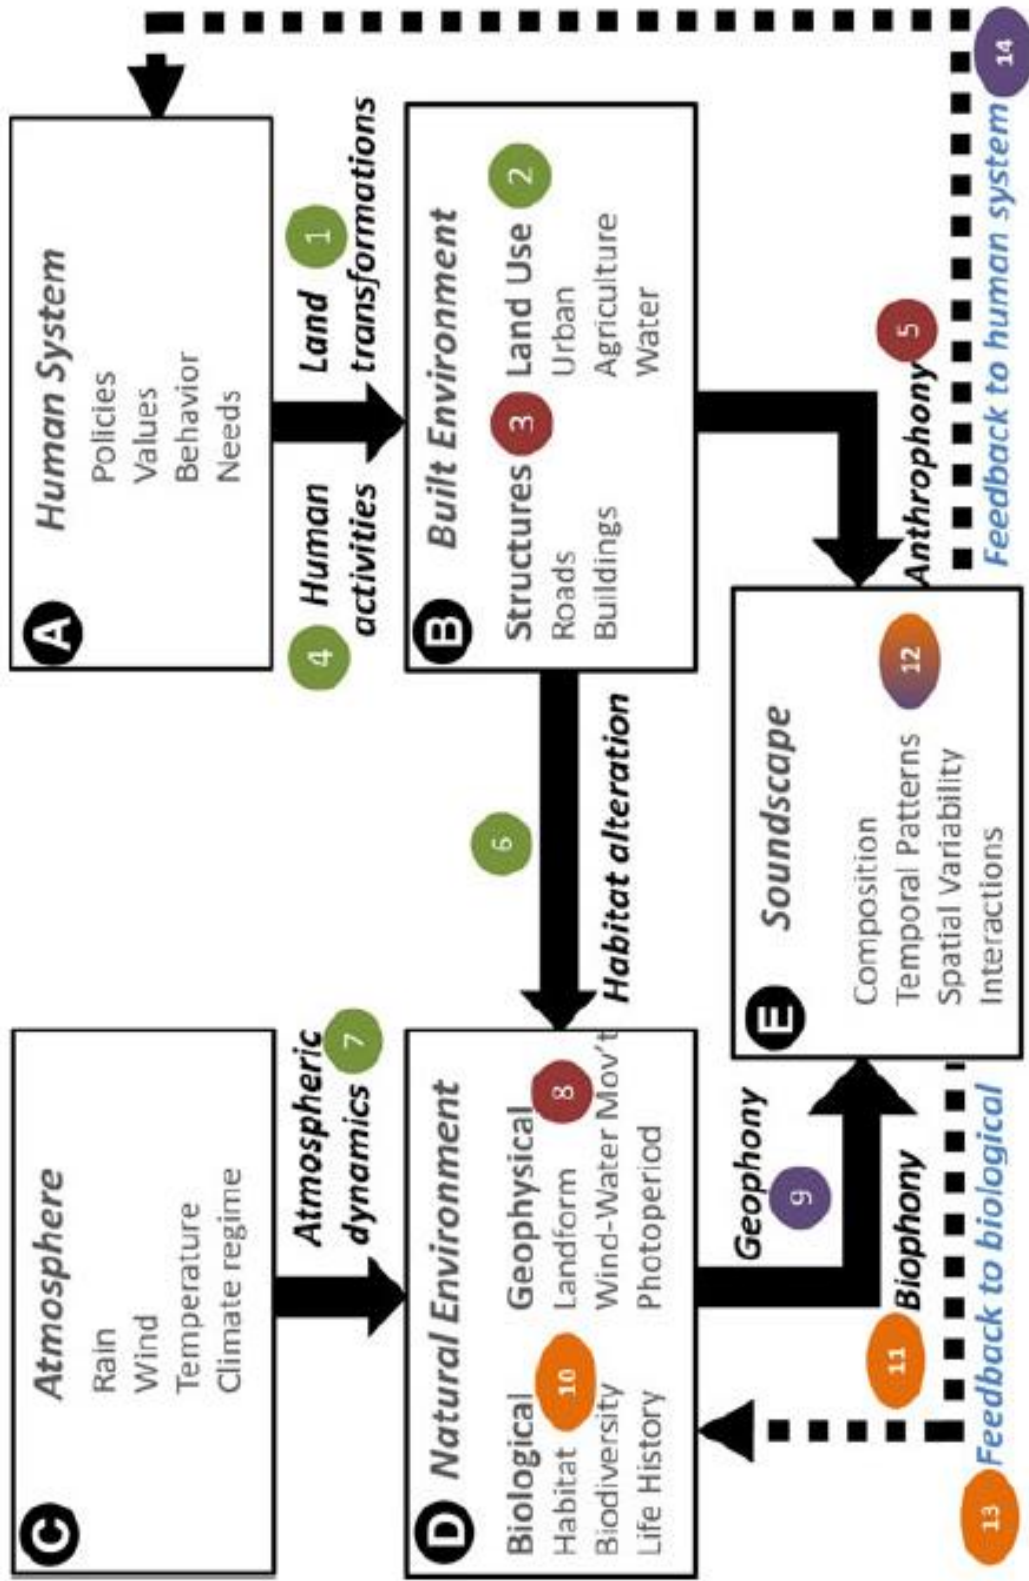 C
Atmosphere
Rain
Wind
Temperature
Climate regime
Atmospheric
dynamics
7
A
Human System
Policies
Values
Behavior
Needs
4
Human
activities
Land
transformations
1
D
Natural Environment
Biological
Habitat
10
Biodiversity
Life History
Geophysical
8
Landform
Wind-Water Mov't
Photoperiod
6
Habitat alteration
B
Built Environment
Structures
3
Roads
Buildings
Land Use
2
Urban
Agriculture
Water
Geophony
9
11
Biophony
E
Soundscape
Composition
Temporal Patterns
12
Spatial Variability
Interactions
Anthrophony
5
13
Feedback to biological
Feedback to human system
14